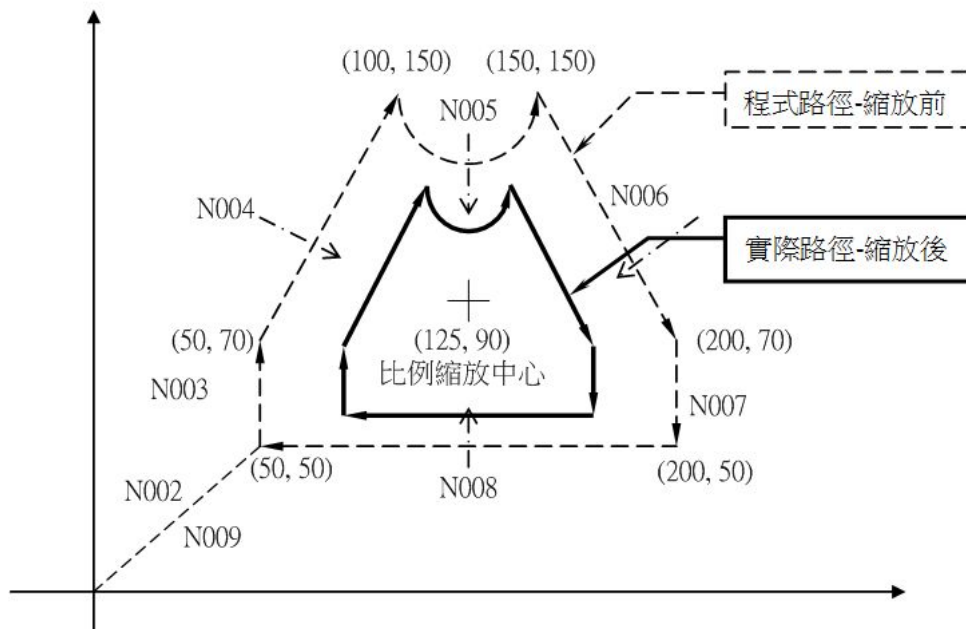 (100, 150)
(150, 150)
N005
程式路徑-縮放前
N004
N006
實際路徑-縮放後
(50, 70)
(125, 90)
比例縮放中心
(200, 70)
N003
N007
(50, 50)
N008
(200, 50)
N002
N009